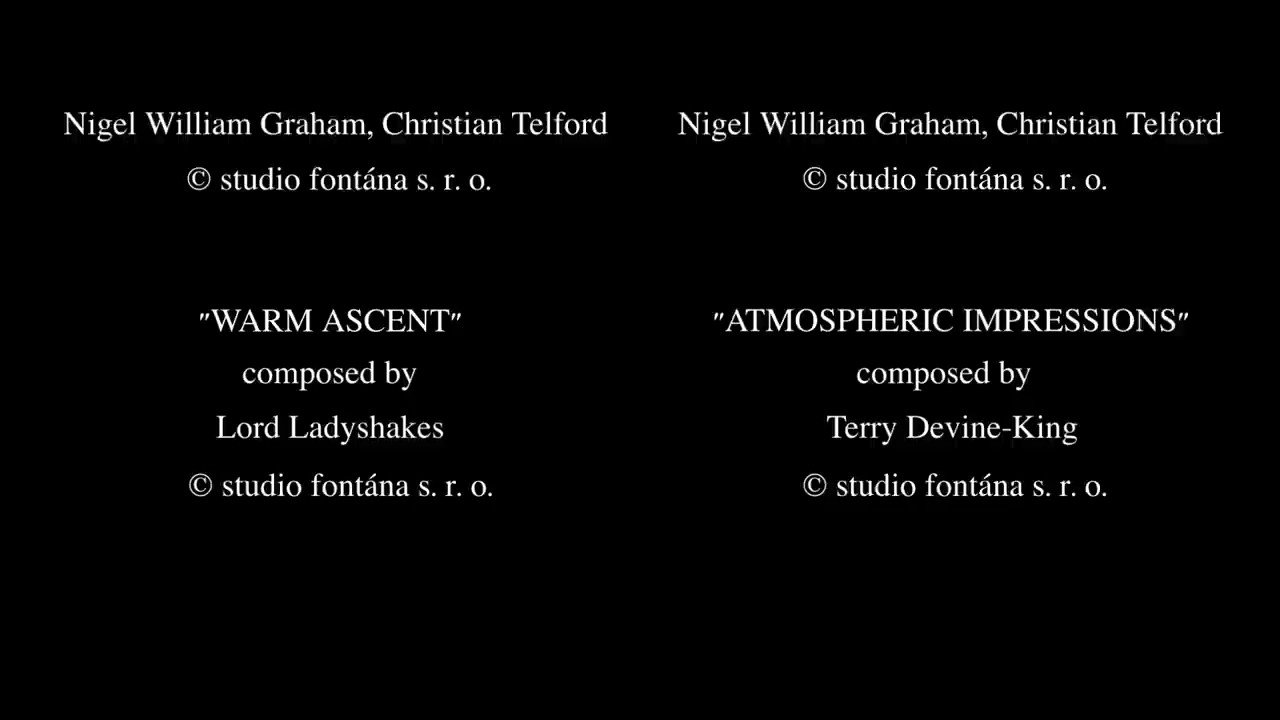 Nigel William Graham, Christian Telford
© studio fontána s. r. o.
"WARM ASCENT"
composed by
Lord Ladyshakes
© studio fontána s. r. o.
Nigel William Graham, Christian Telford
© studio fontána s. r. o.
"ATMOSPHERIC IMPRESSIONS"
composed by
Terry Devine-King
© studio fontána s. r. o.